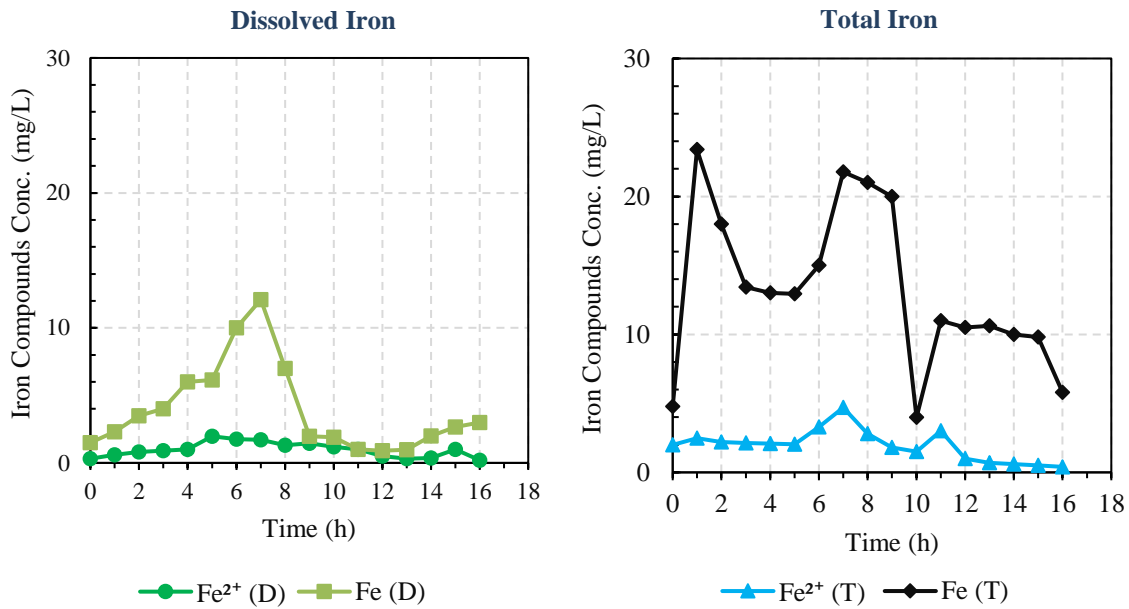 Dissolved Iron
Iron Compounds Conc. (mg/L)
30
20
10
0
0 2 4 6 8 10 12 14 16 18
Time (h)
Fe²⁺ (D) Fe (D)
Total Iron
Iron Compounds Conc. (mg/L)
30
20
10
0
0 2 4 6 8 10 12 14 16 18
Time (h)
Fe²⁺ (T) Fe (T)